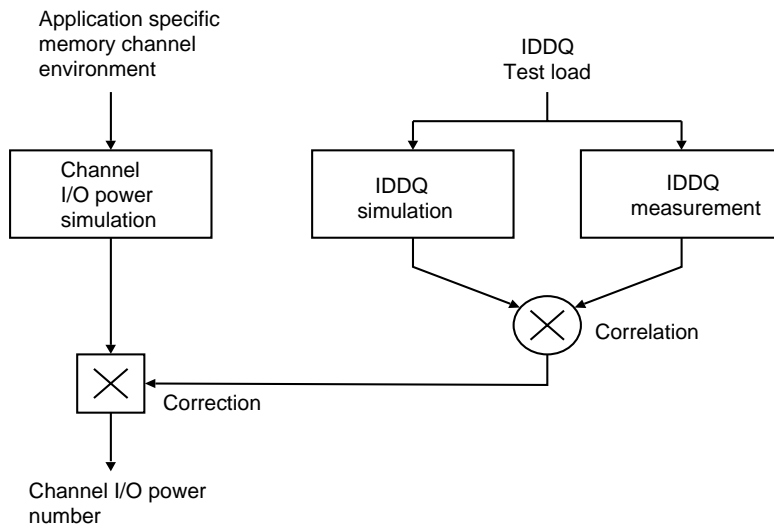 Application specific
memory channel
environment
IDDQ
Test load
Channel
I/O power
simulation
IDDQ
simulation
IDDQ
measurement
Correlation
Correction
Channel I/O power
number